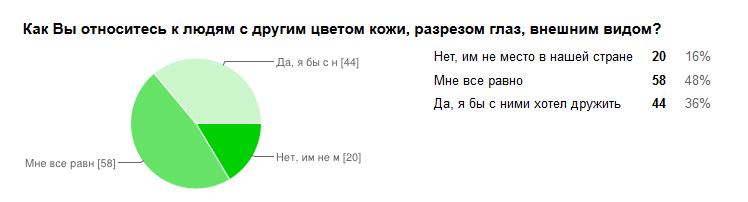 Как Вы относитесь к людям с другим цветом кожи, разрезом глаз, внешним видом?
Да, я бы с н [44]
Мне все равн [58]
Нет, им не м [20]
Нет, им не место в нашей стране 20 16%
Мне все равно 58 48%
Да, я бы с ними хотел дружить 44 36%